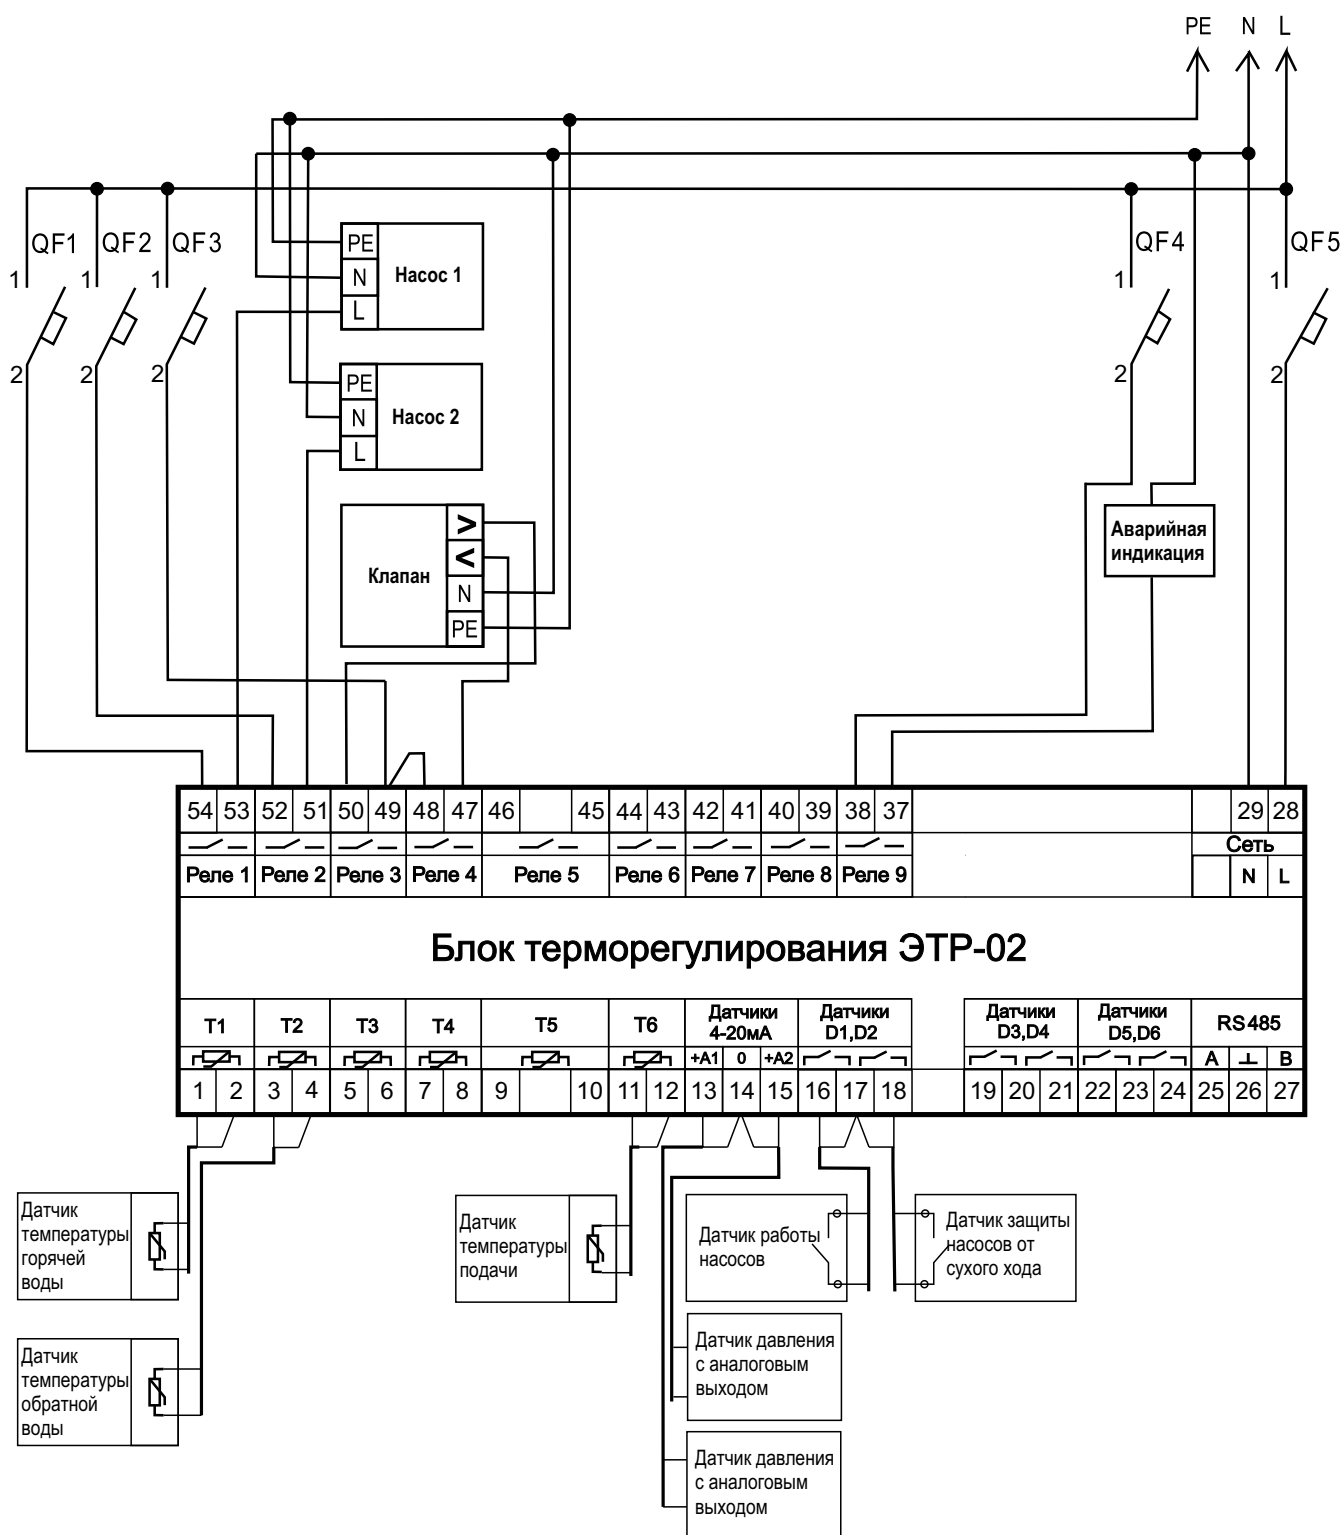 PE N L
QF1 QF2 QF3 QF4 QF5
1 1 1 1 1
2 2 2 2 2
PE
N
L
Насос 1
PE
N
L
Насос 2
Клапан
>
<
N
PE
Аварийная
индикация
54 53 52 51 50 49 48 47 46 45 44 43 42 41 40 39 38 37 29 28
Сеть
Реле 1 Реле 2 Реле 3 Реле 4 Реле 5 Реле 6 Реле 7 Реле 8 Реле 9 N L
Блок терморегулирования ЭТР-02
T1 T2 T3 T4 T5 T6
Датчики
4-20мА
Датчики
D1,D2
Датчики
D3,D4
Датчики
D5,D6
RS485
+A1 0 +A2 A ⊥ B
1 2 3 4 5 6 7 8 9 10 11 12 13 14 15 16 17 18 19 20 21 22 23 24 25 26 27
Датчик
температуры
горячей
воды
Датчик
температуры
подачи
Датчик работы
насосов
Датчик защиты
насосов от
сухого хода
Датчик
температуры
обратной
воды
Датчик давления
с аналоговым
выходом
Датчик давления
с аналоговым
выходом